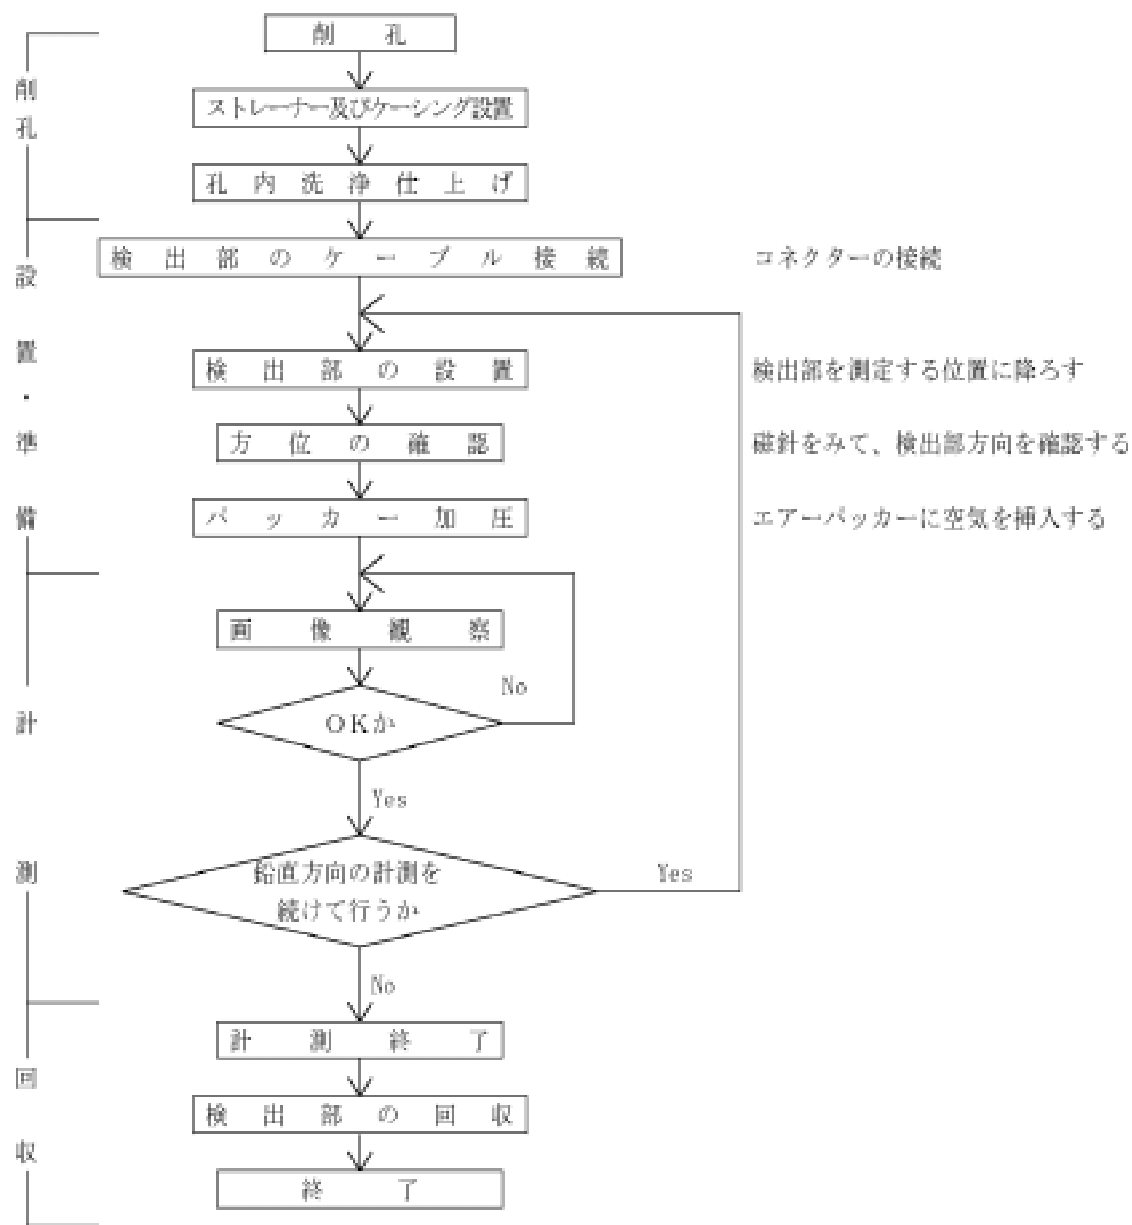 削孔
削孔
ストレーナー及びケーシング設置
孔内洗浄仕上げ
設置・準備
検出部のケーブル接続
コネクターの接続
検出部の設置
検出部を測定する位置に降ろす
方位の確認
磁針をみて、検出部方向を確認する
パッカー加圧
エアーパッカーに空気を挿入する
計測
画像観察
No
OKか
Yes
鉛直方向の計測を
続けて行うか
Yes
No
回収
計測終了
検出部の回収
終了